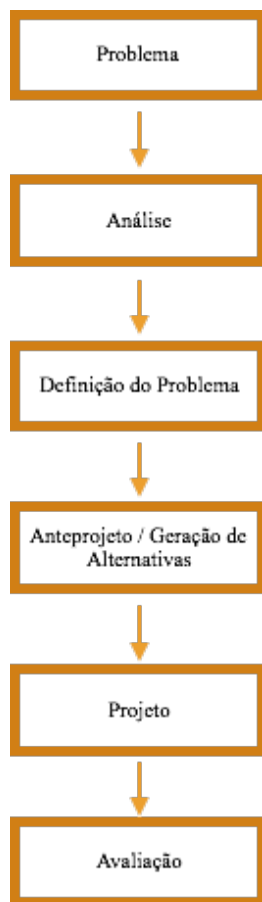 Problema
Análise
Definição do Problema
Anteprojeto / Geração de
Alternativas
Projeto
Avaliação